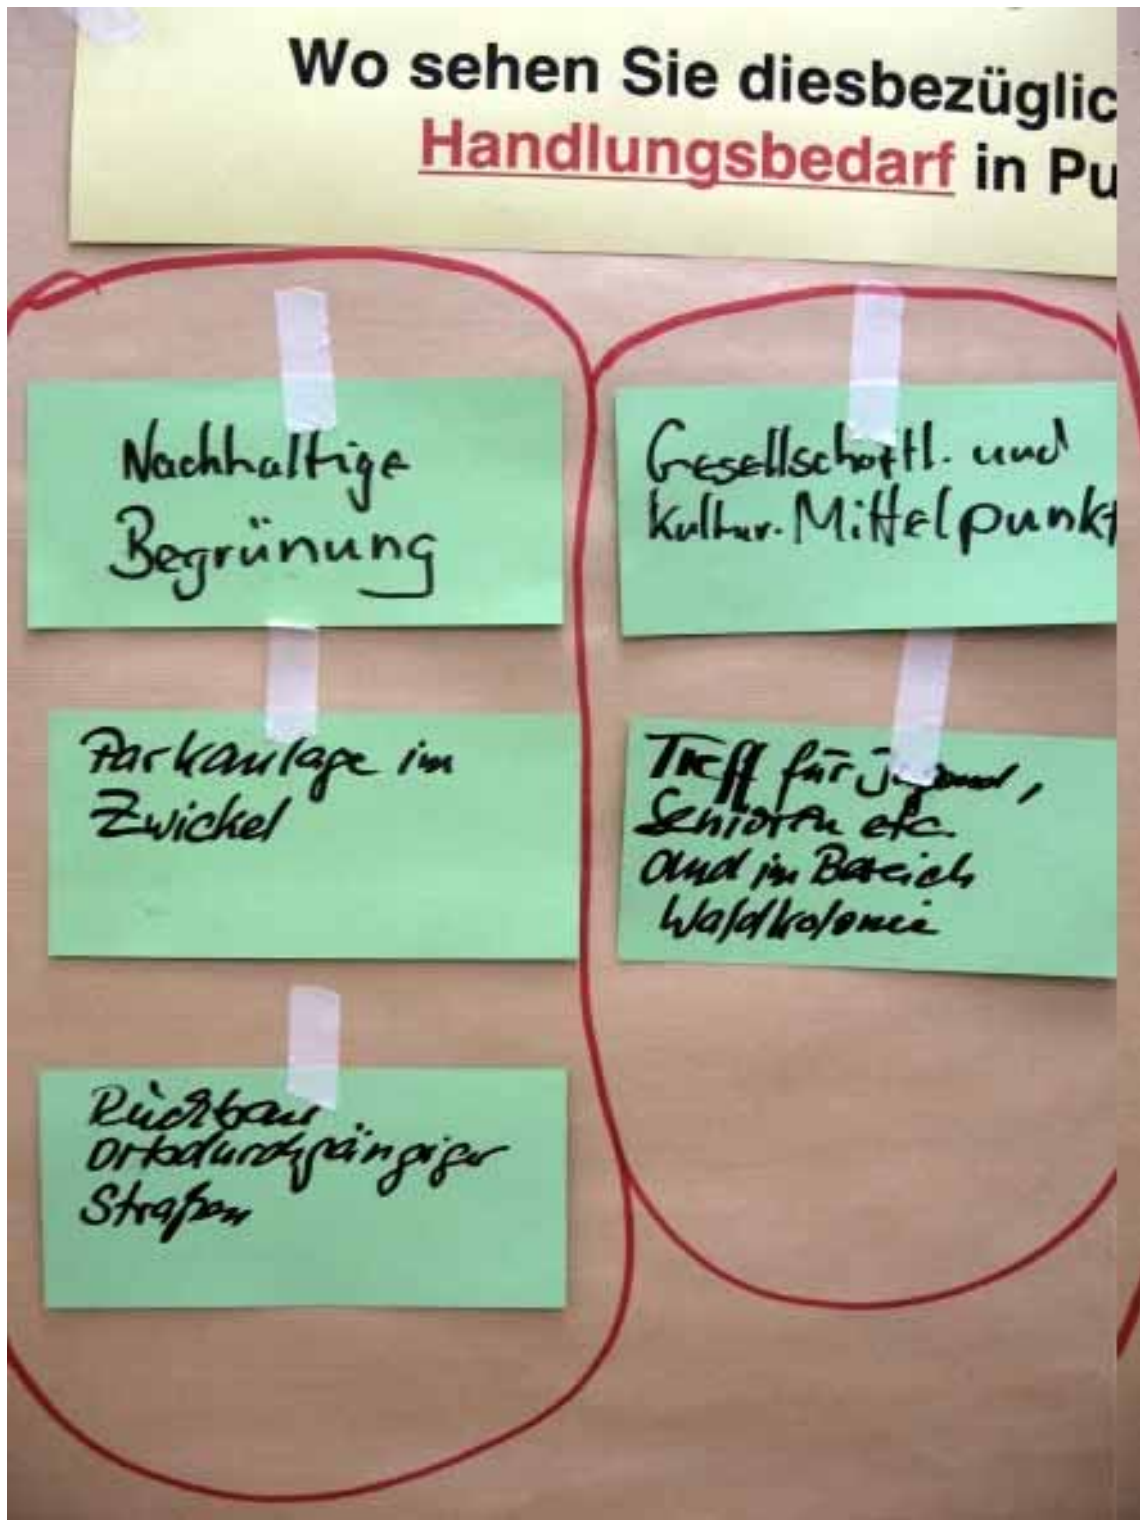 Wo sehen Sie diesbezüglic
Handlungsbedarf in Pu
Nachhaltige
Begrünung
Parkanlage im
Zwickel
Rückbau
ortsdurchgängiger
Straßen
Gesellschaftl. und
kultur. Mittelpunkt
Treff für Jugend,
Senioren etc.
auch im Bereich
Waldkolonie